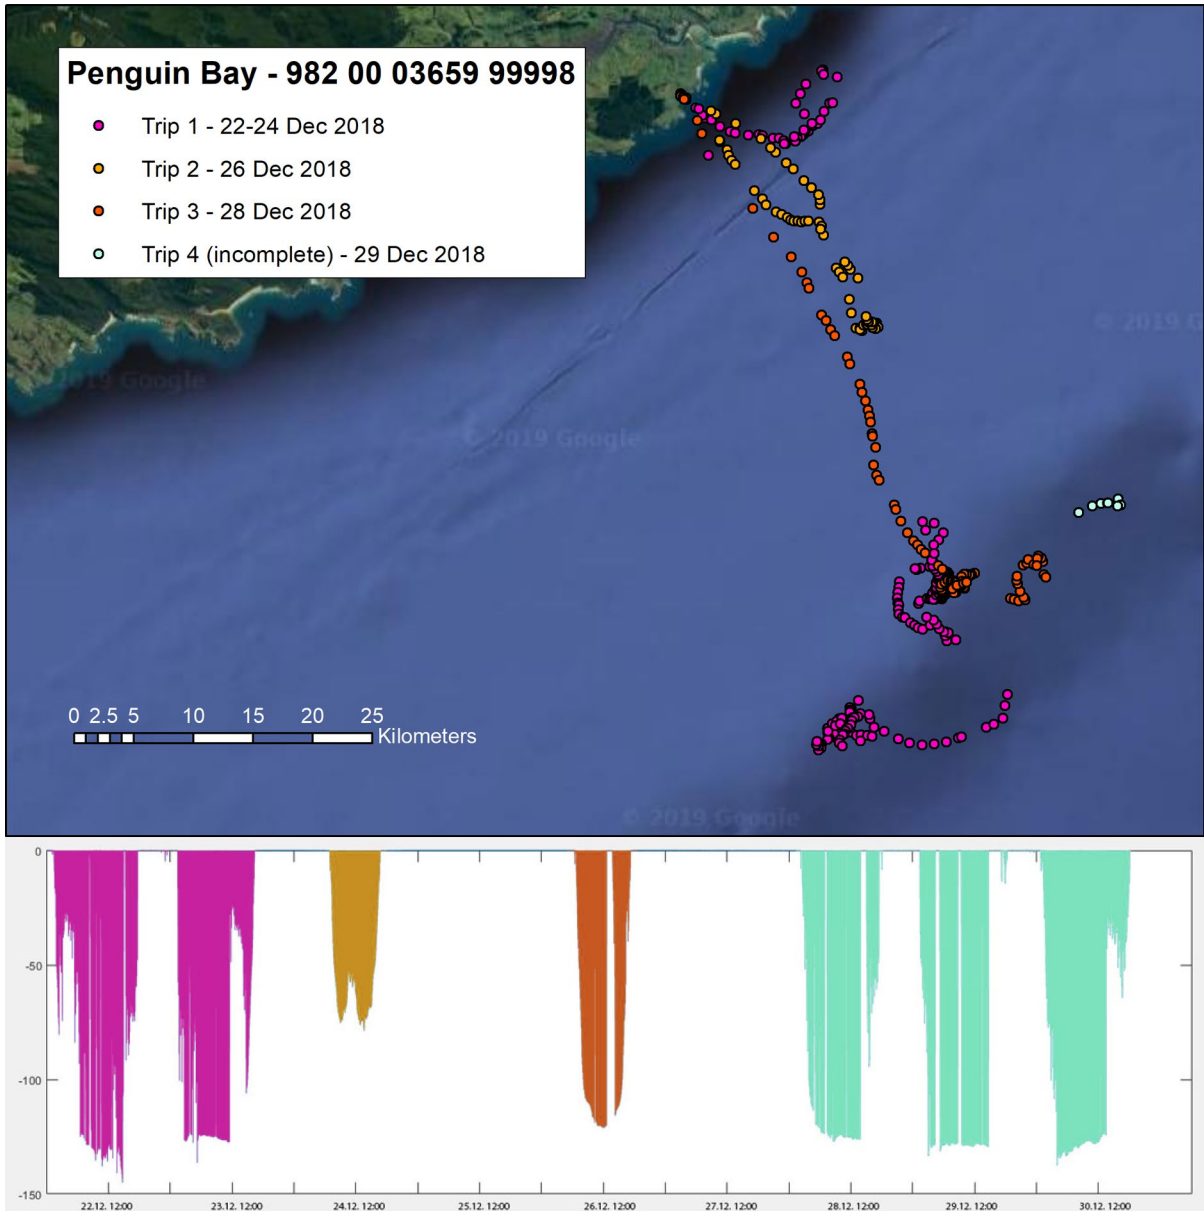 Penguin Bay - 982 00 03659 99998
Trip 1 - 22-24 Dec 2018
Trip 2 - 26 Dec 2018
Trip 3 - 28 Dec 2018
Trip 4 (incomplete) - 29 Dec 2018
© 2019 G
2019 Google
© 2019 Google
0 2.5 5 10 15 20 25
Kilometers
© 2019 Google
0
-50
-100
-150
22.12. 12:00 23.12. 12:00 24.12. 12:00 25.12. 12:00 26.12. 12:00 27.12. 12:00 28.12. 12:00 29.12. 12:00 30.12. 12:00